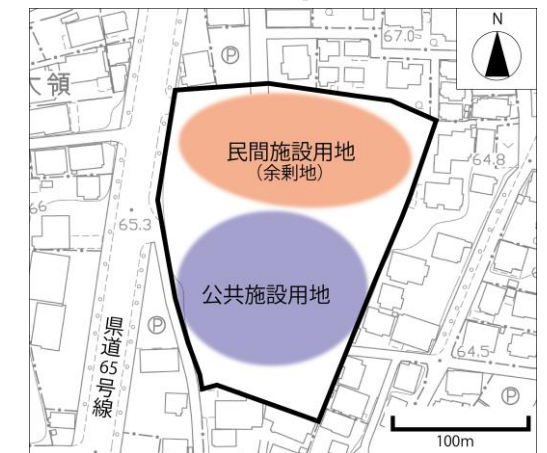 N
67.0
大領
民間施設用地
(余剰地)
64.8
66
65.3
公共施設用地
県道65号線
64.5
100m
P
P
P